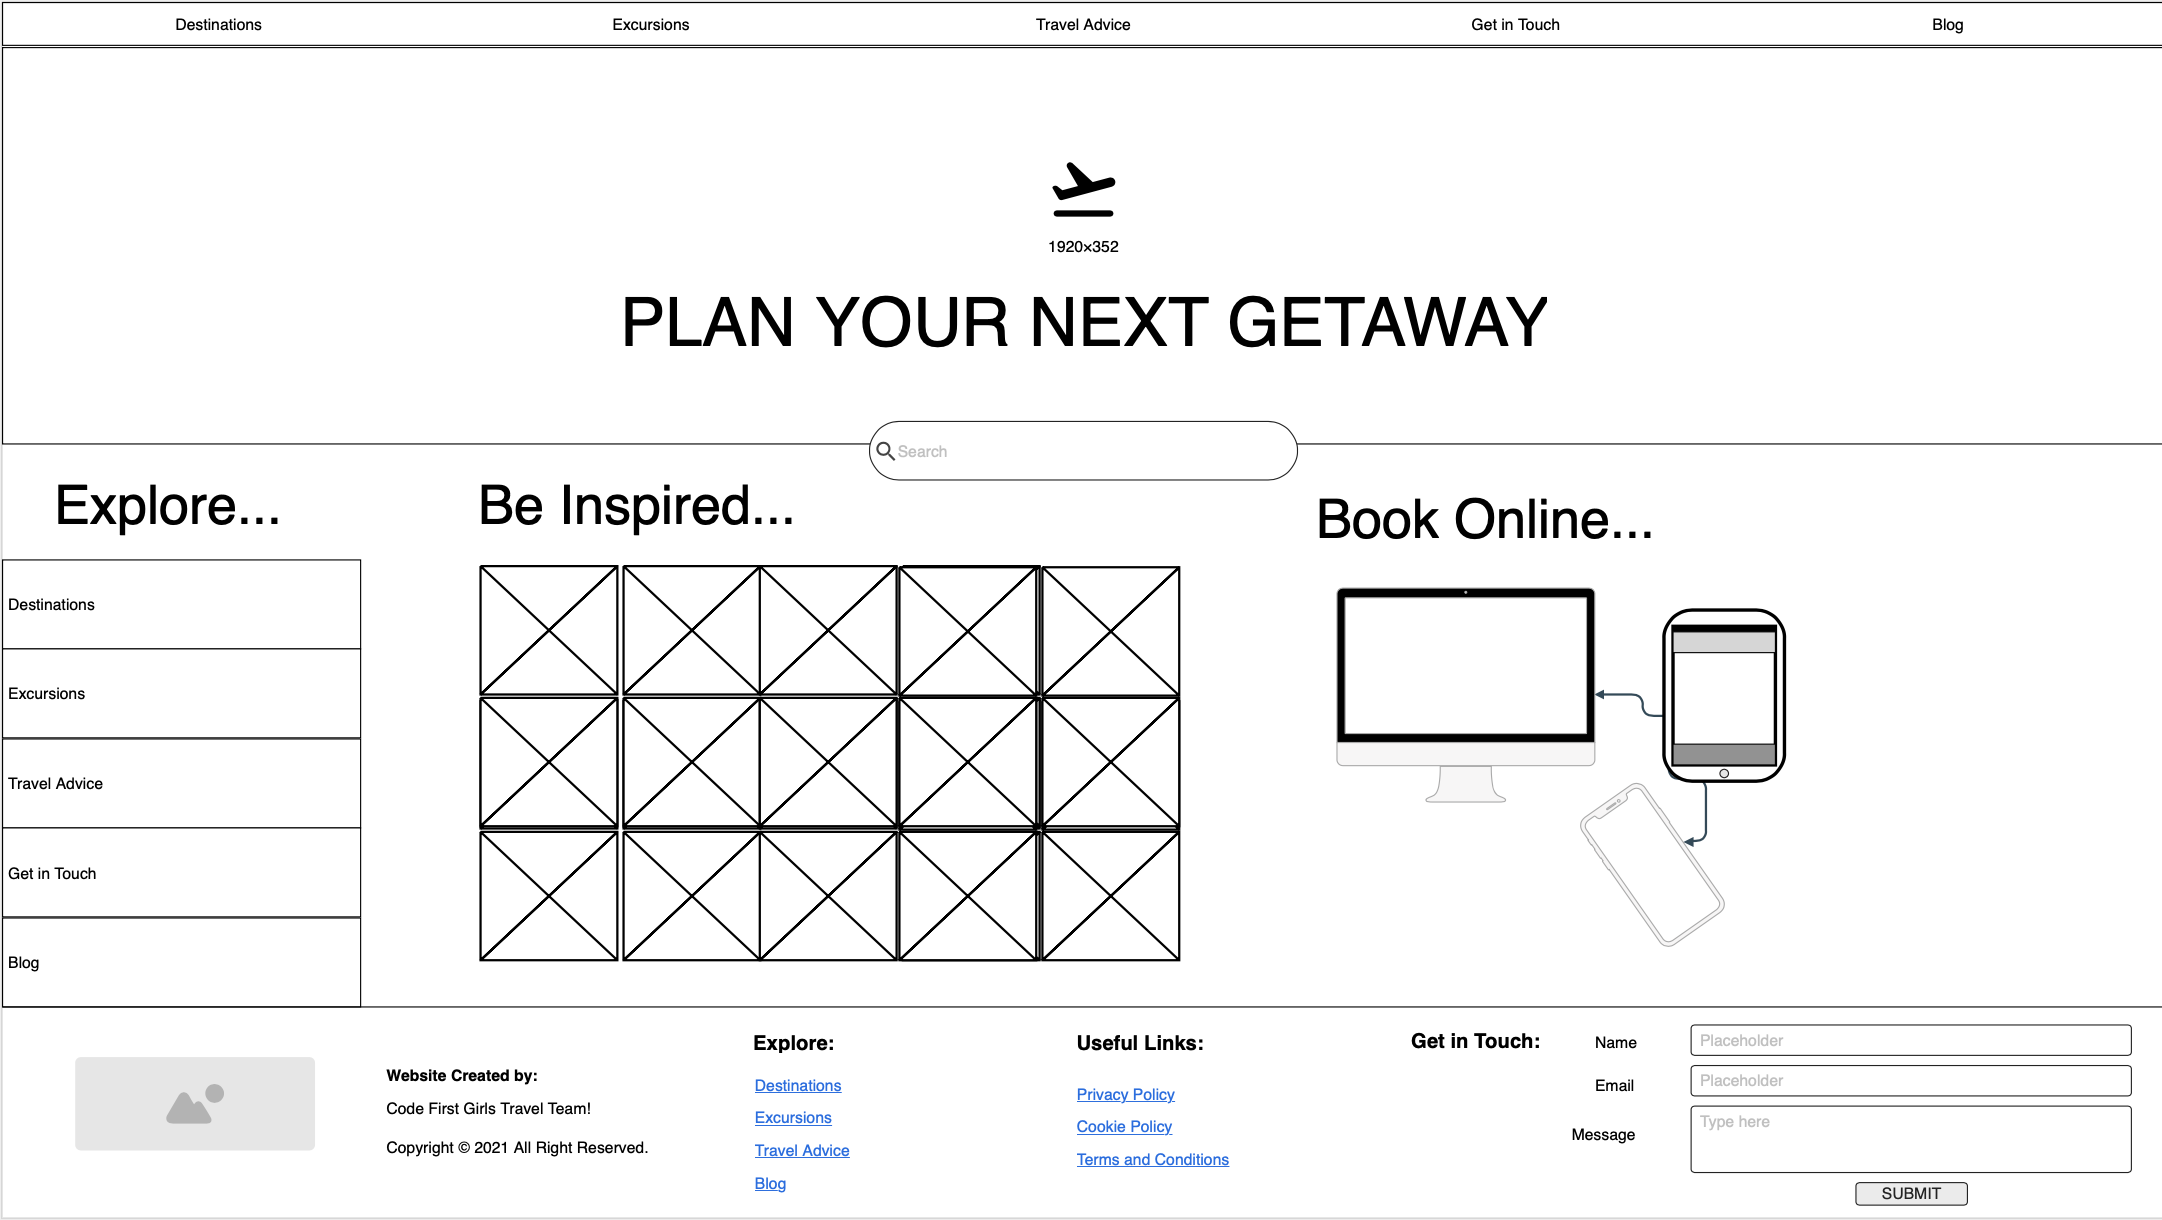 Destinations
Excursions
Travel Advice
Get in Touch
Blog
1920×352
PLAN YOUR NEXT GETAWAY
Search
Explore...
Destinations
Excursions
Travel Advice
Get in Touch
Blog
Be Inspired...
Book Online...
Website Created by:
Code First Girls Travel Team!
Copyright © 2021 All Right Reserved.
Explore:
Destinations
Excursions
Travel Advice
Blog
Useful Links:
Privacy Policy
Cookie Policy
Terms and Conditions
Get in Touch:
Name
Placeholder
Email
Placeholder
Message
Type here
SUBMIT